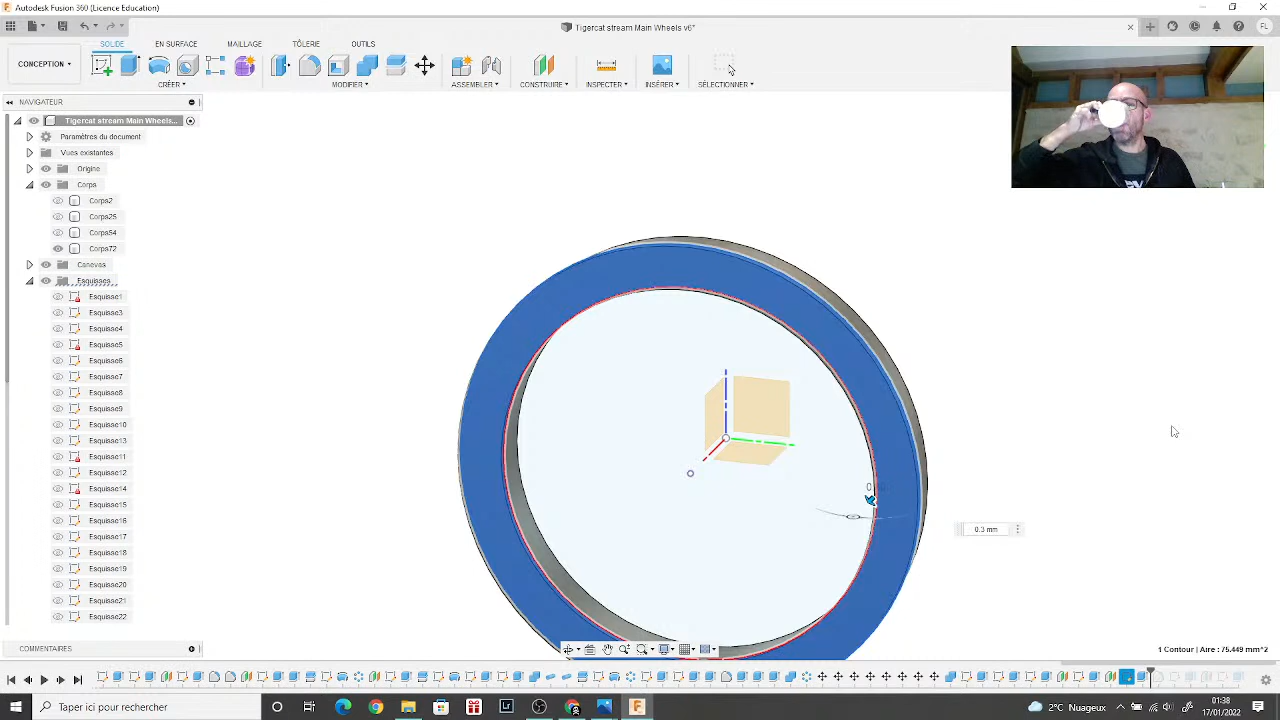 Autodesk Fusion 360 (Licence Education)
Tigercat stream Main Wheels v6*
FL
SOLIDE
EN SURFACE
MAILLAGE
TÔLERIE
OUTILS
CONCEPTION
CRÉER
MODIFIER
ASSEMBLER
CONSTRUIRE
INSPECTER
INSÉRER
SÉLECTIONNER
NAVIGATEUR
Tigercat stream Main Wheels...
Paramètres du document
Vues existantes
Origine
Corps
Corps2
Corps25
Corps54
Corps72
Canevas
Esquisses
Esquisse1
Esquisse3
Esquisse4
Esquisse5
Esquisse6
Esquisse7
Esquisse8
Esquisse9
Esquisse10
Esquisse13
Esquisse11
Esquisse12
Esquisse14
Esquisse15
Esquisse16
Esquisse17
Esquisse18
Esquisse19
Esquisse20
Esquisse21
Esquisse22
0.3 mm
COMMENTAIRES
1 Contour | Aire : 75.449 mm^2
Taper ici pour rechercher
2°C Nuageux
01:38
17/01/2022